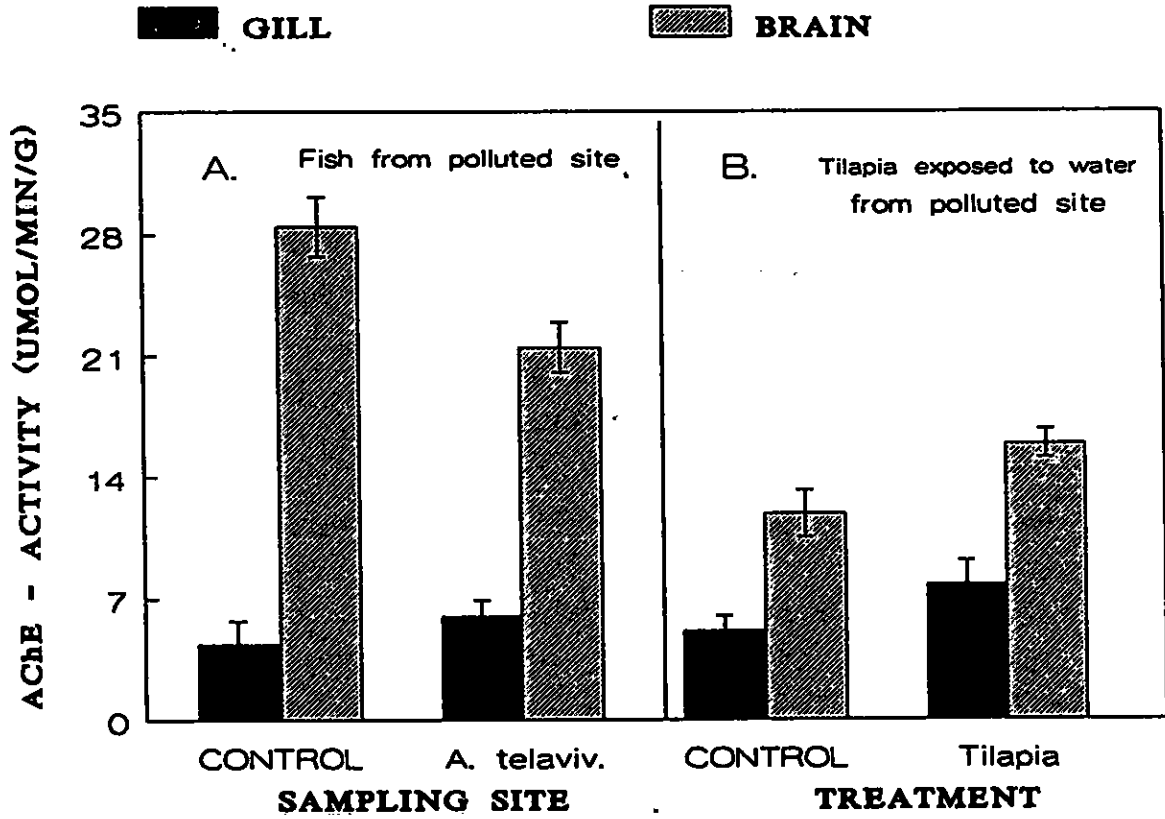 GILL
BRAIN
AChE - ACTIVITY (UMOL/MIN/G)
35
28
21
14
7
0
A. Fish from polluted site
B. Tilapia exposed to water
from polluted site
CONTROL A. telaviv. CONTROL Tilapia
SAMPLING SITE TREATMENT